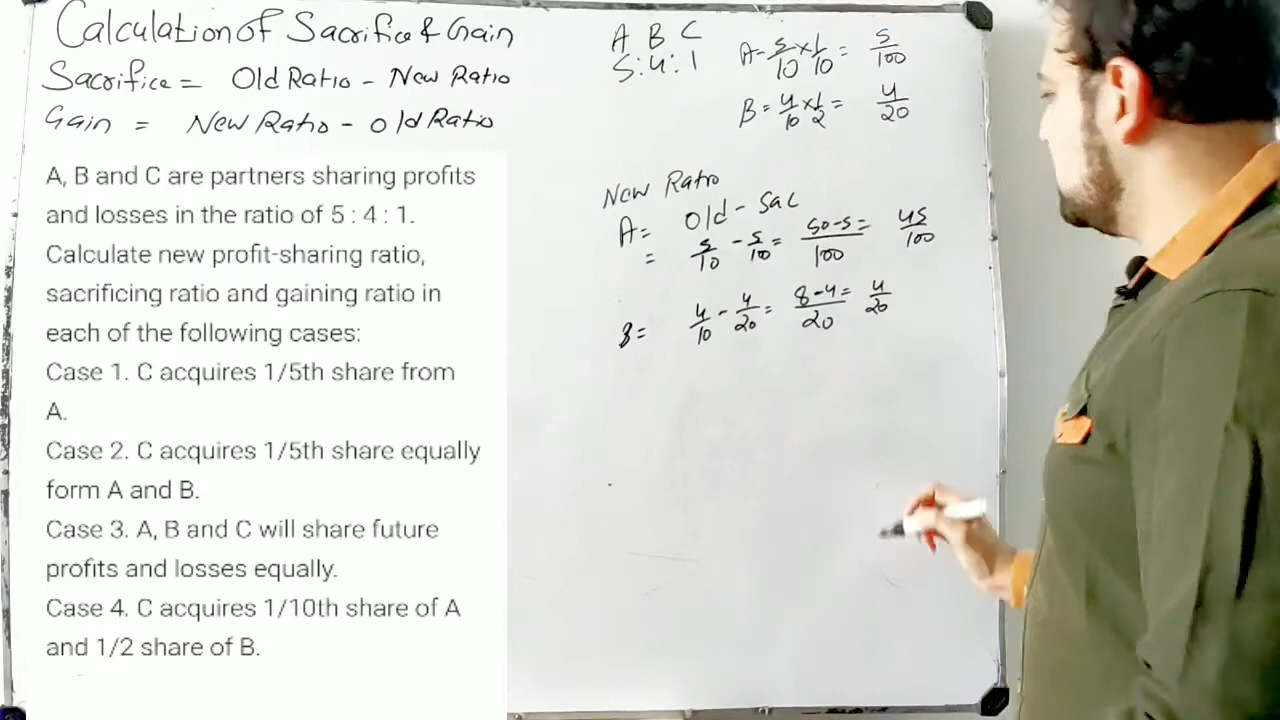 Calculation of Sacrifice & Gain
Sacrifice = Old Ratio - New Ratio
Gain = New Ratio - Old Ratio
A, B and C are partners sharing profits
and losses in the ratio of 5 : 4 : 1.
Calculate new profit-sharing ratio,
sacrificing ratio and gaining ratio in
each of the following cases:
Case 1. C acquires 1/5th share from
A.
Case 2. C acquires 1/5th share equally
form A and B.
Case 3. A, B and C will share future
profits and losses equally.
Case 4. C acquires 1/10th share of A
and 1/2 share of B.
A B C
5:4:1
A = 5/10 x 1/10 = 5/100
B = 4/10 x 1/2 = 4/20
New Ratio
A = Old - Sac
= 5/10 - 5/100 = 50-5/100 = 45/100
B = 4/10 - 4/20 = 8-4/20 = 4/20